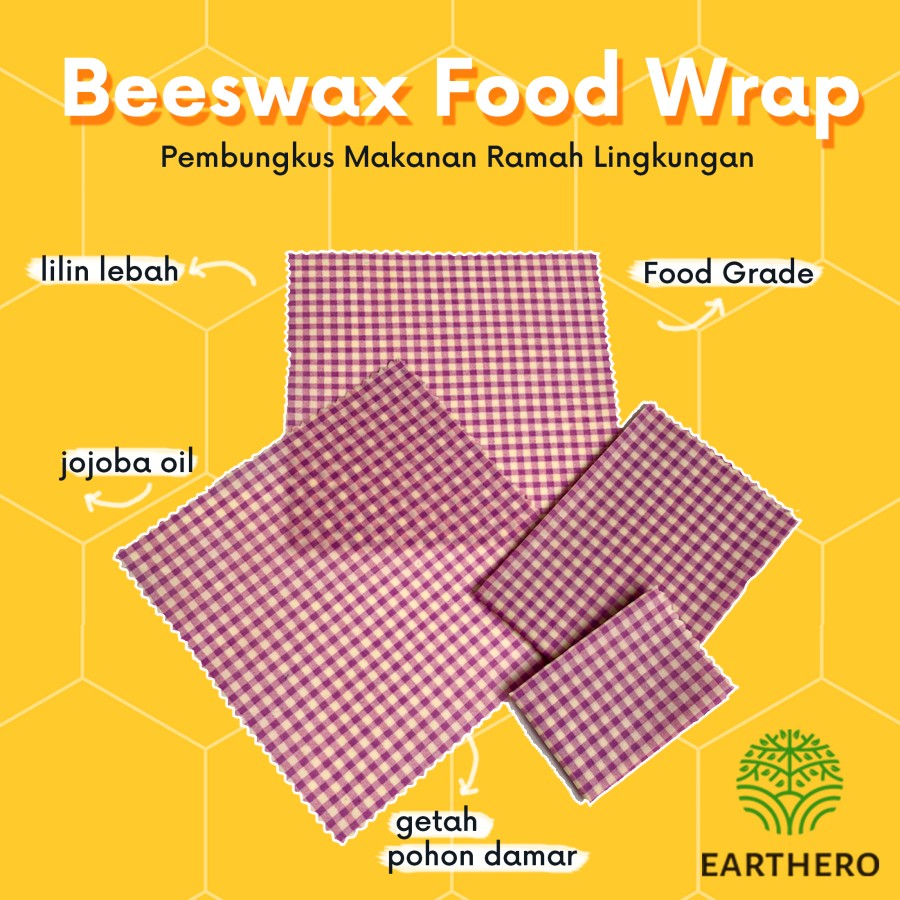 Beeswax Food Wrap
Pembungkus Makanan Ramah Lingkungan
lilin lebah
Food Grade
jojoba oil
getah
pohon damar
EARTHERO